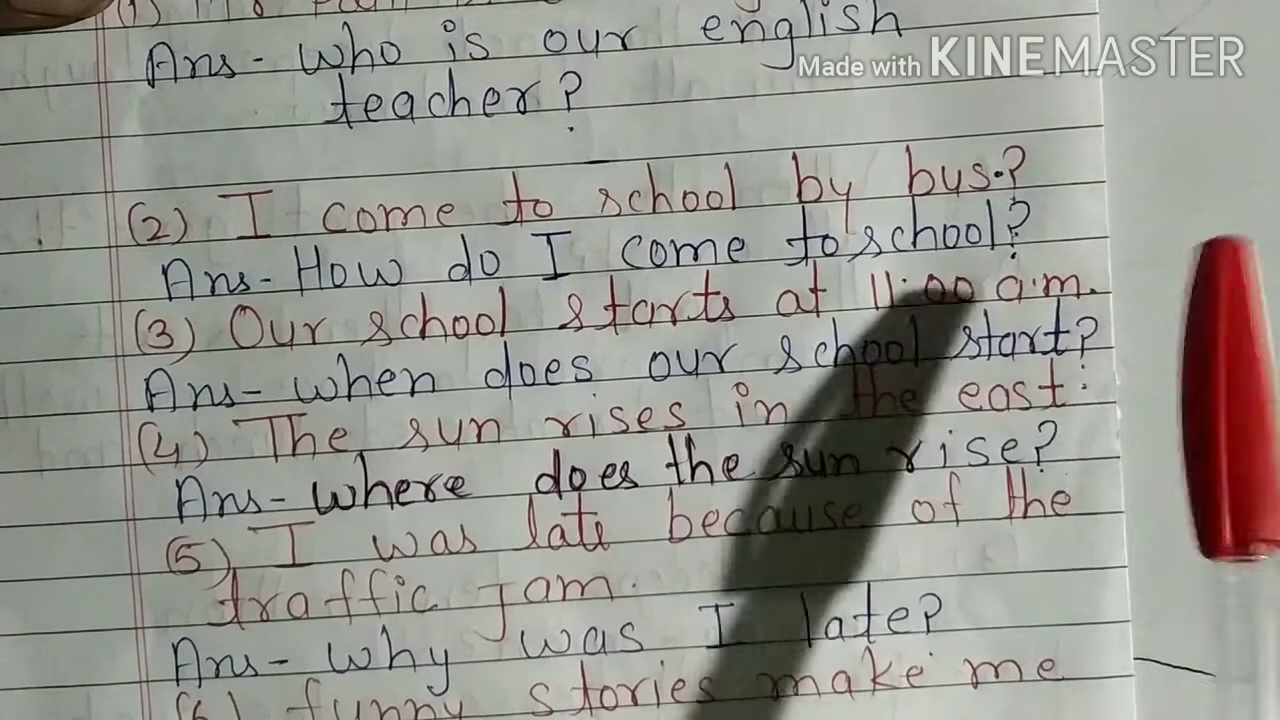 (1)
Ans- who is our english
Made with KINEMASTER
teacher?
(2) I come to school by bus.?
Ans- How do I come to school?
(3) Our school starts at 11:00 a.m.
Ans- when does our school start?
(4) The sun rises in the east.
Ans- where does the sun rise?
(5) I was late because of the
traffic jam.
Ans- why was I late?
(6) funny stories make me